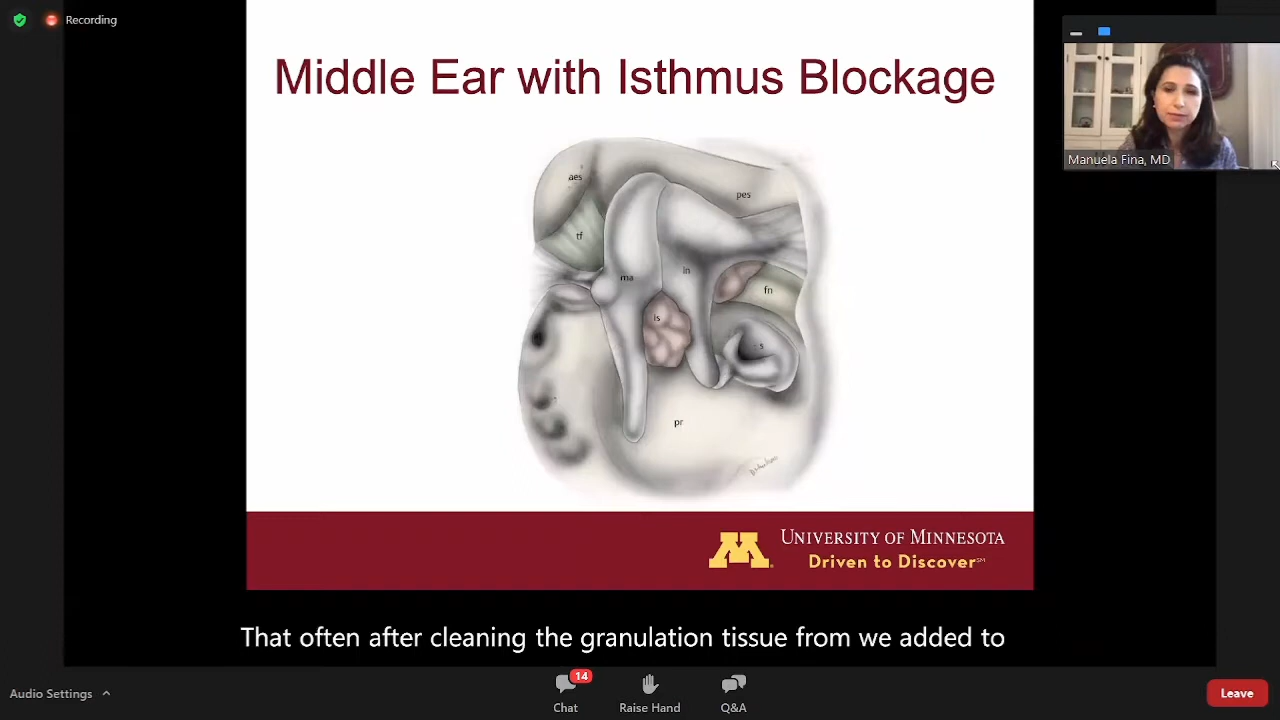 Recording
Middle Ear with Isthmus Blockage
Manuela Fina, MD
aes
pes
tf
ma
in
fn
is
s
pr
M
UNIVERSITY OF MINNESOTA
Driven to Discover℠
That often after cleaning the granulation tissue from we added to
Audio Settings
14
Chat
Raise Hand
Q&A
Leave